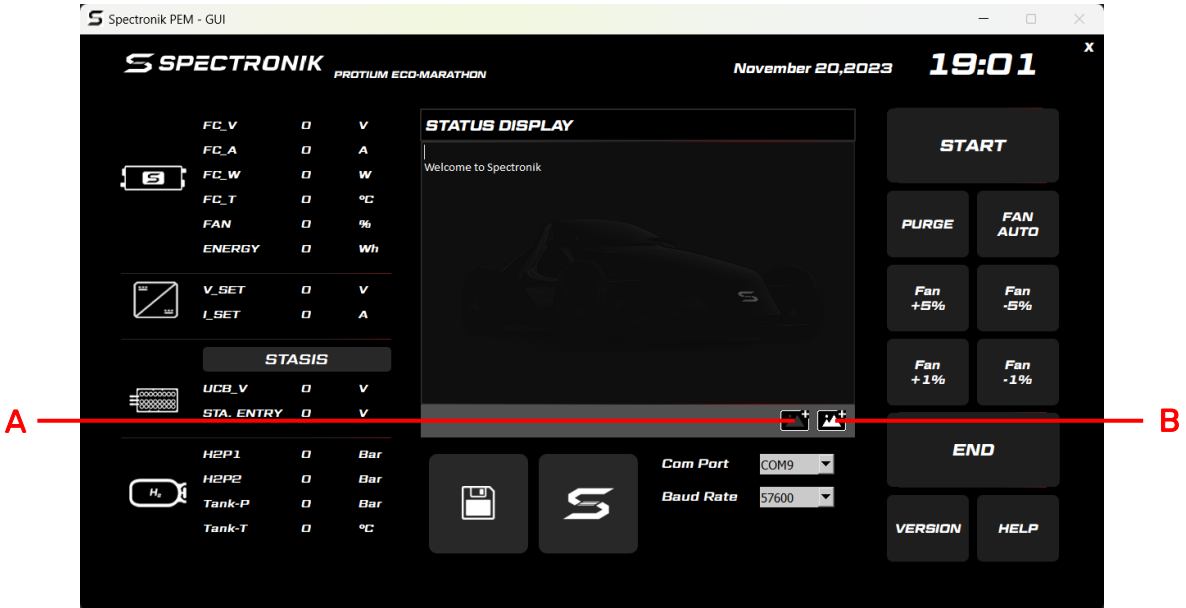 Spectronik PEM - GUI
x
SPECTRONIK PROTIUM ECO-MARATHON
November 20,2023 19:01
FC_V 0 V
FC_A 0 A
FC_W 0 W
FC_T 0 ºC
FAN 0 %
ENERGY 0 Wh
V_SET 0 V
I_SET 0 A
STASIS
UCB_V 0 V
STA. ENTRY 0 V
H2P1 0 Bar
H2P2 0 Bar
Tank-P 0 Bar
Tank-T 0 ºC
H₂
STATUS DISPLAY
Welcome to Spectronik
Com Port COM9
Baud Rate 57600
START
PURGE
FAN
AUTO
Fan
+5%
Fan
-5%
Fan
+1%
Fan
-1%
END
VERSION
HELP
A
B